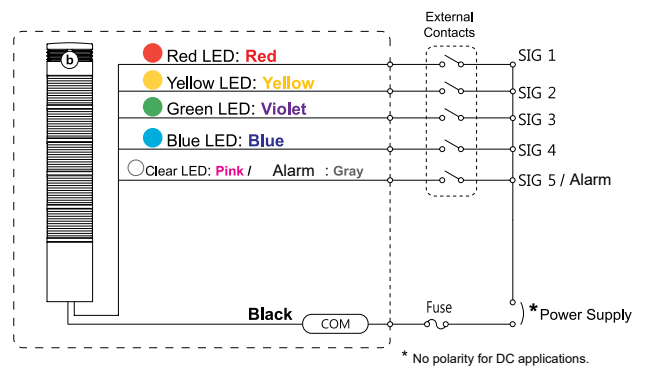 External
Contacts
b
Red LED: Red
SIG 1
Yellow LED: Yellow
SIG 2
Green LED: Violet
SIG 3
Blue LED: Blue
SIG 4
Clear LED: Pink / Alarm : Gray
SIG 5 / Alarm
Black
COM
Fuse
* Power Supply
* No polarity for DC applications.